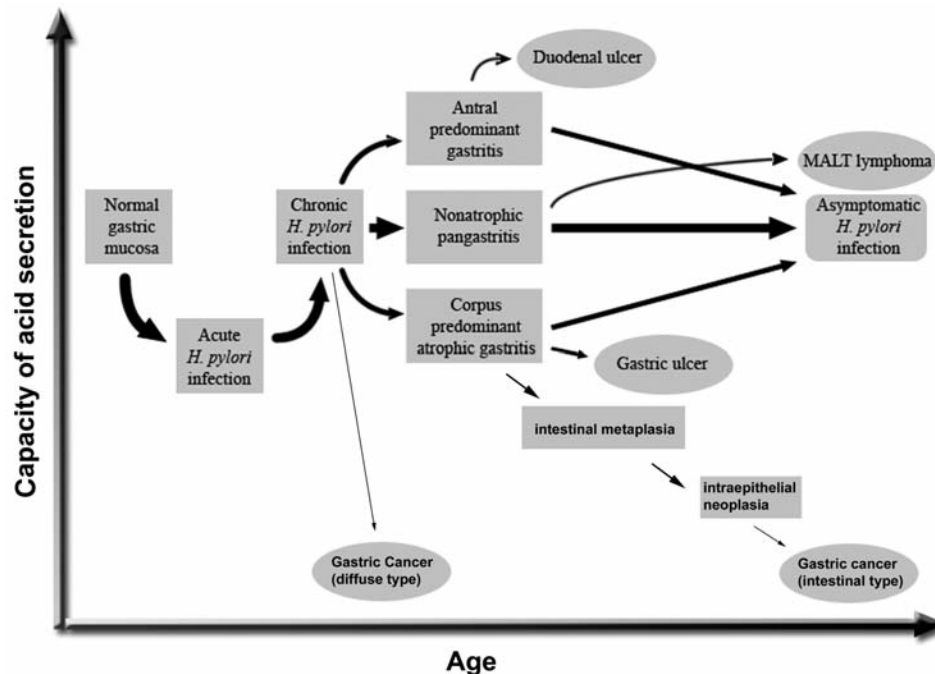 Capacity of acid secretion
Duodenal ulcer
Antral
predominant
gastritis
MALT lymphoma
Normal
gastric
mucosa
Chronic
H. pylori
infection
Nonatrophic
pangastritis
Asymptomatic
H. pylori
infection
Acute
H. pylori
infection
Corpus
predominant
atrophic gastritis
Gastric ulcer
intestinal metaplasia
intraepithelial
neoplasia
Gastric Cancer
(diffuse type)
Gastric cancer
(intestinal type)
Age